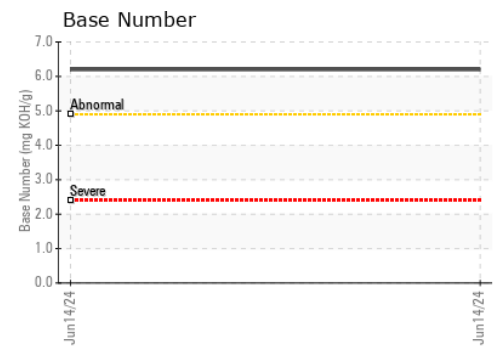 Base Number
Base Number (mg KOH/g)
7.0
6.0
5.0
4.0
3.0
2.0
1.0
0.0
Abnormal
Severe
Jun14/24
Jun14/24